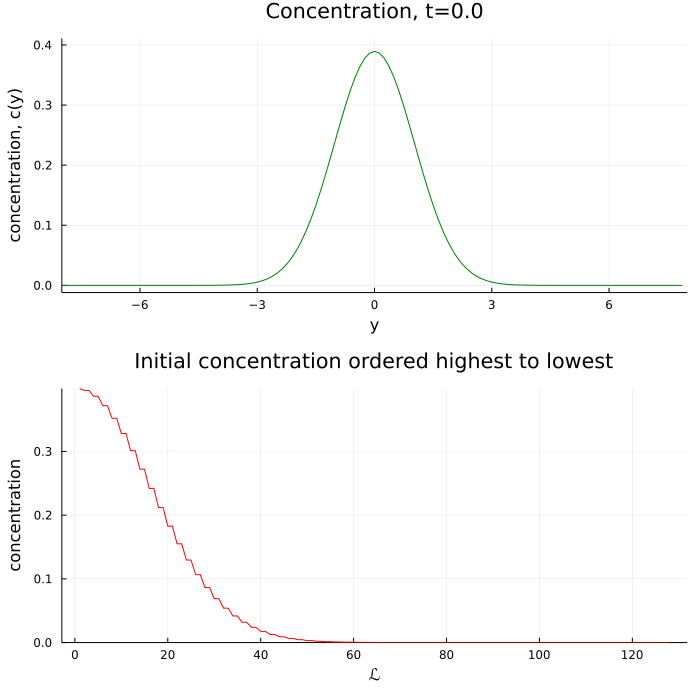 Concentration, t=0.0
concentration, c(y)
0.4
0.3
0.2
0.1
0.0
−6 −3 0 3 6
y
Initial concentration ordered highest to lowest
concentration
0.3
0.2
0.1
0.0
0 20 40 60 80 100 120
ℒ